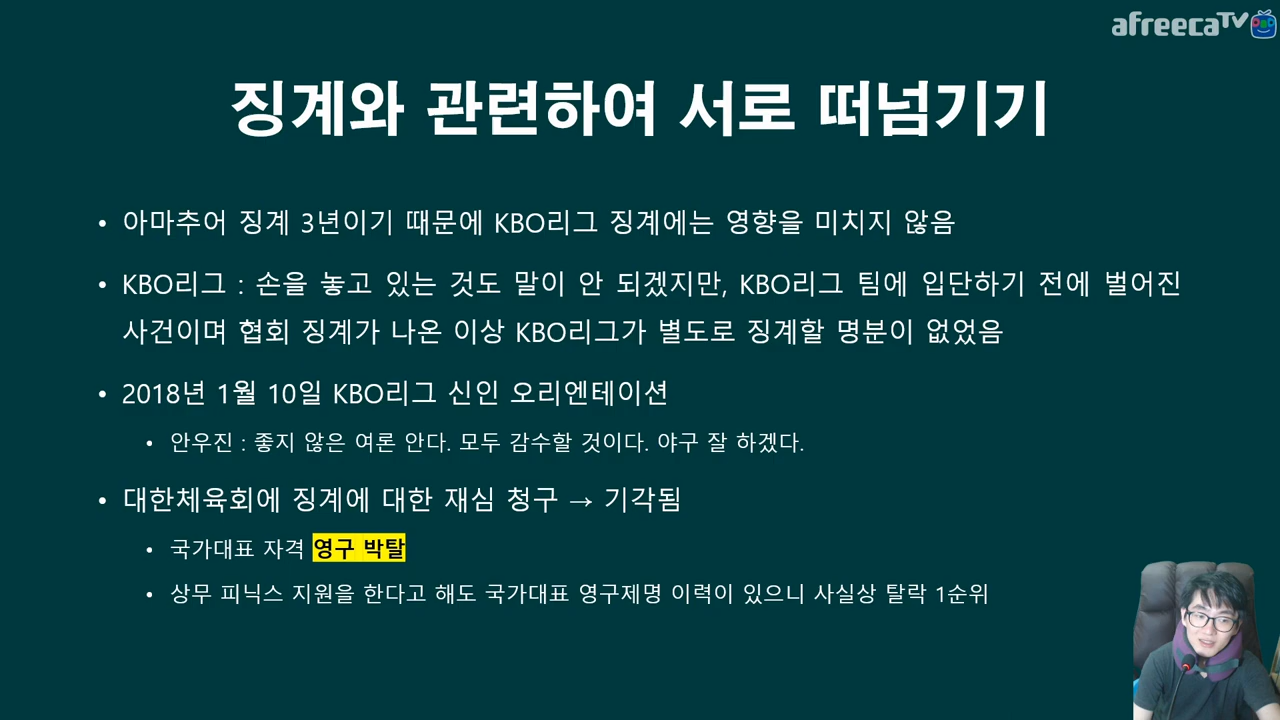 afreecaTV
징계와 관련하여 서로 떠넘기기
• 아마추어 징계 3년이기 때문에 KBO리그 징계에는 영향을 미치지 않음
• KBO리그 : 손을 놓고 있는 것도 말이 안 되겠지만, KBO리그 팀에 입단하기 전에 벌어진
사건이며 협회 징계가 나온 이상 KBO리그가 별도로 징계할 명분이 없었음
• 2018년 1월 10일 KBO리그 신인 오리엔테이션
• 안우진 : 좋지 않은 여론 안다. 모두 감수할 것이다. 야구 잘 하겠다.
• 대한체육회에 징계에 대한 재심 청구 → 기각됨
• 국가대표 자격 영구 박탈
• 상무 피닉스 지원을 한다고 해도 국가대표 영구제명 이력이 있으니 사실상 탈락 1순위